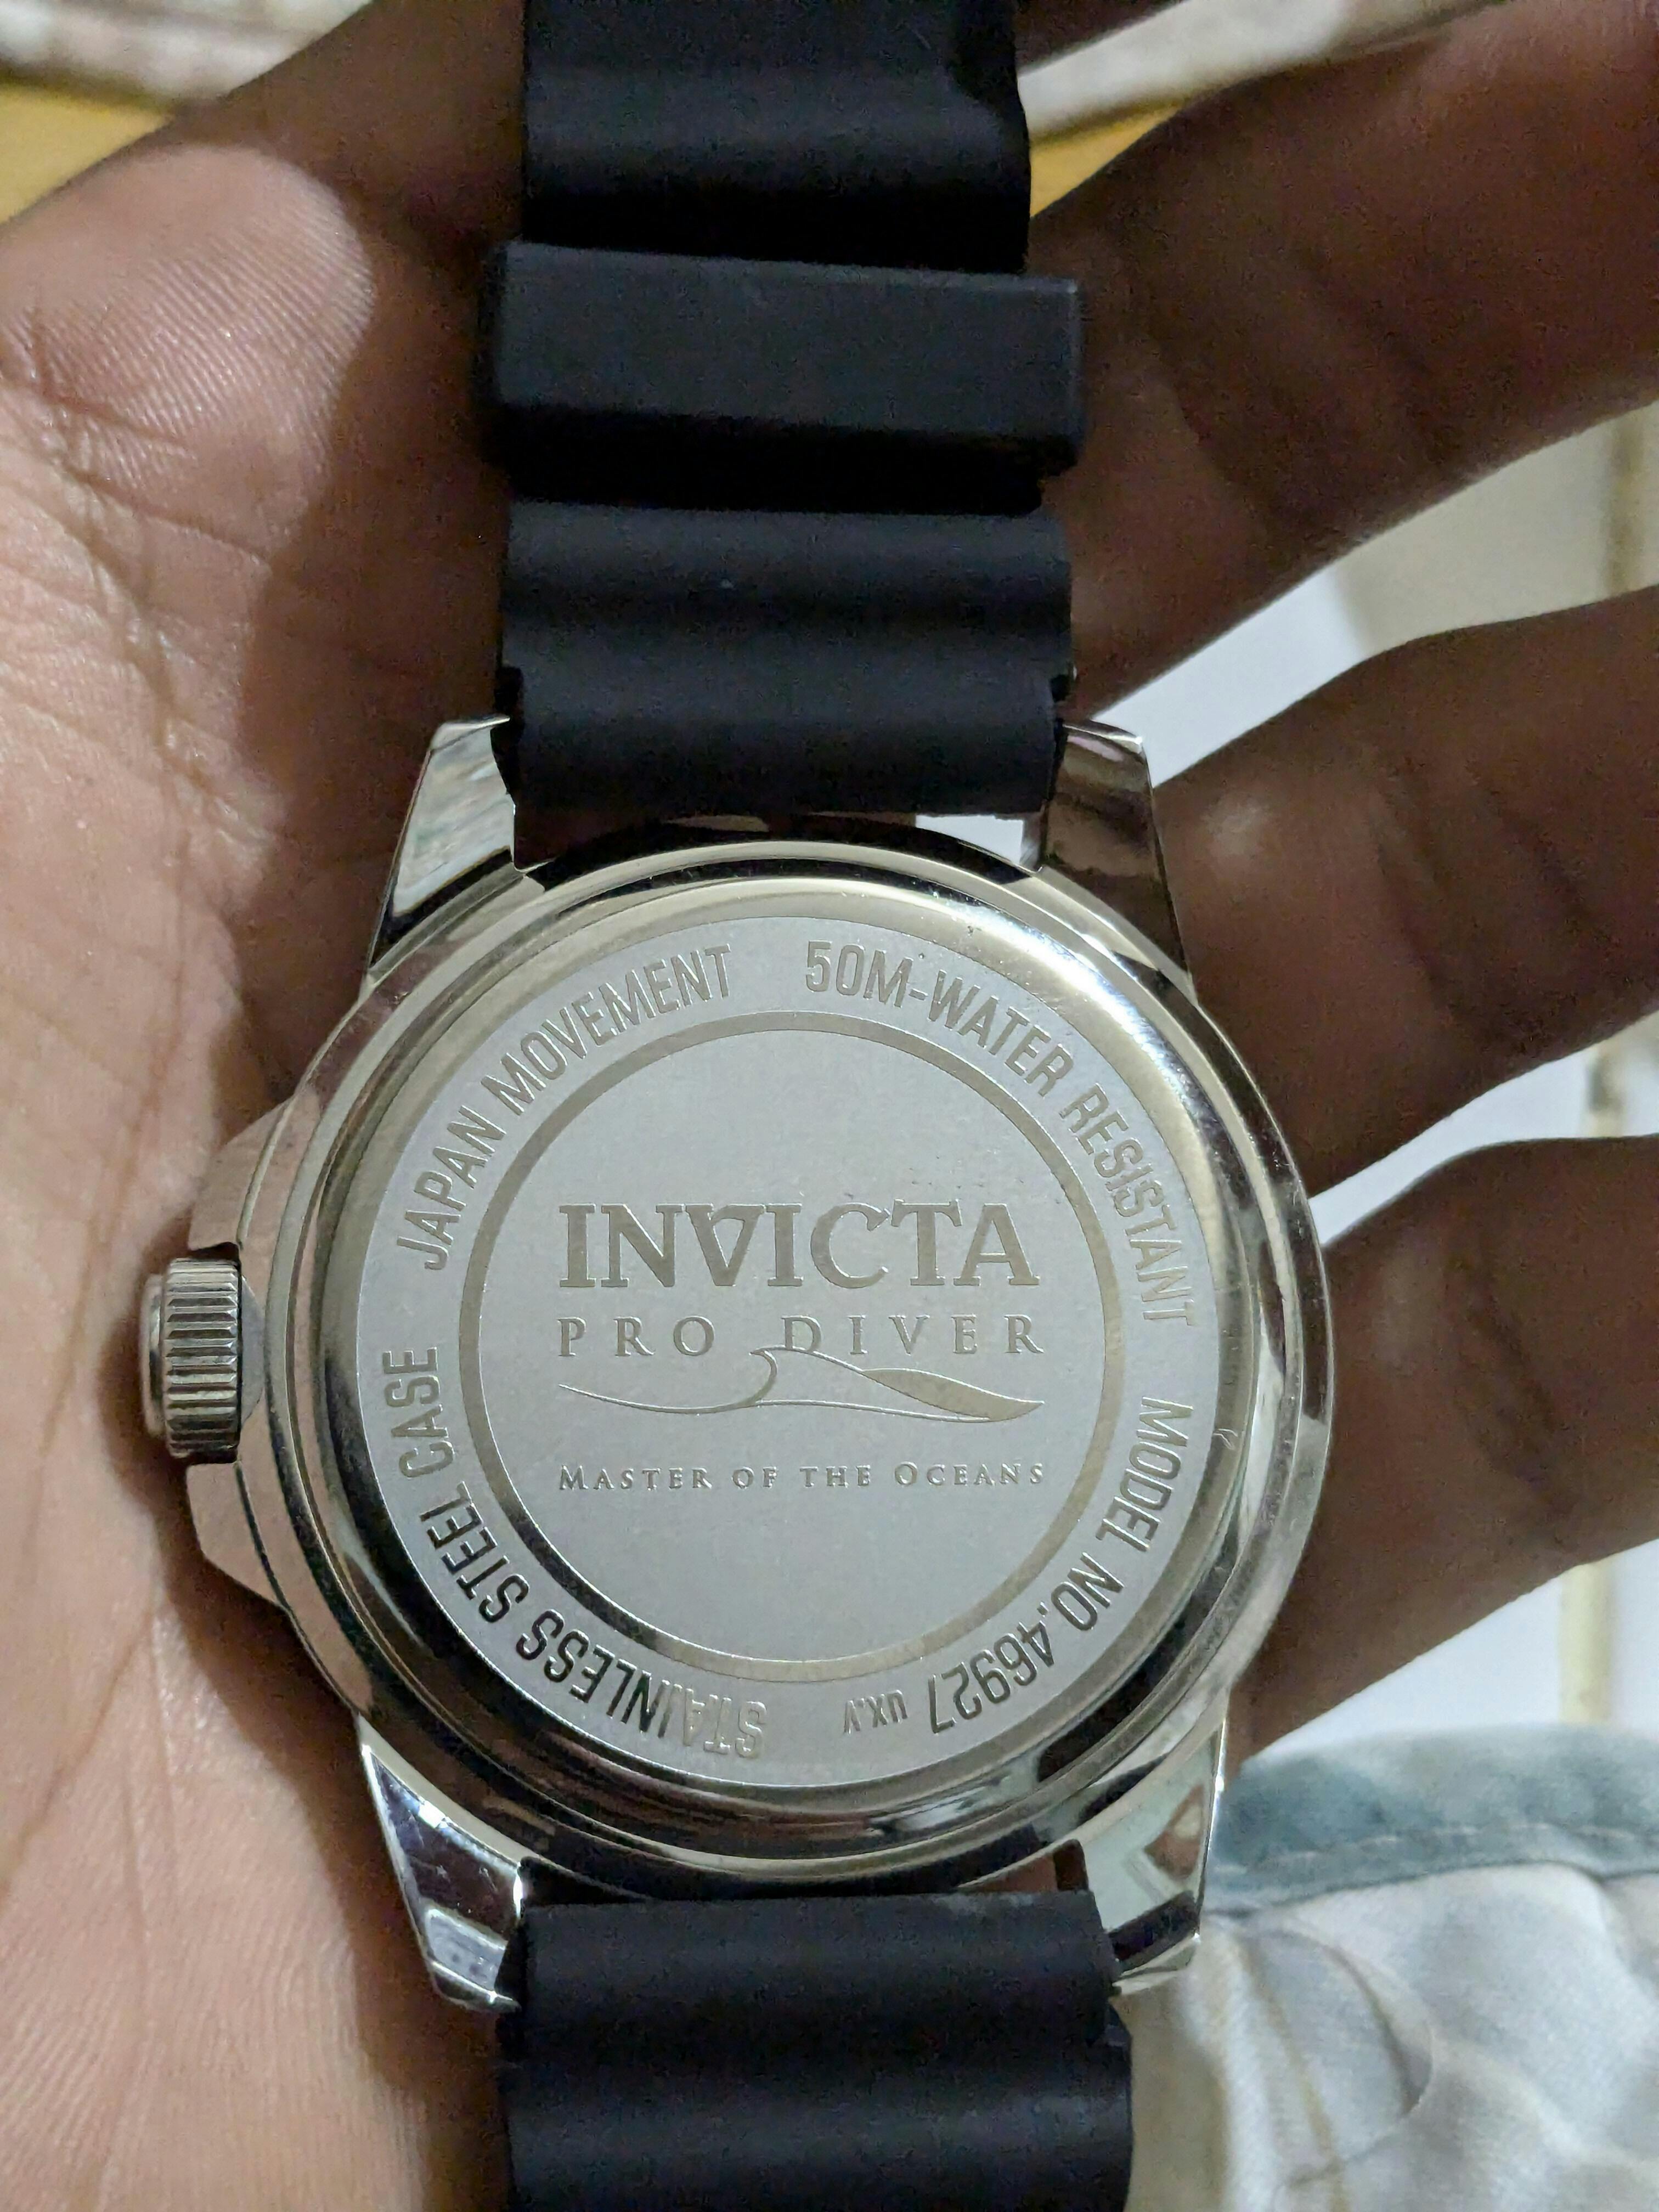 INVICTA
PRO DIVER
MASTER OF THE OCEANS
JAPAN MOVEMENT
50M-WATER RESISTANT
MODEL NO.46927 UX.V
STAINLESS STEEL CASE